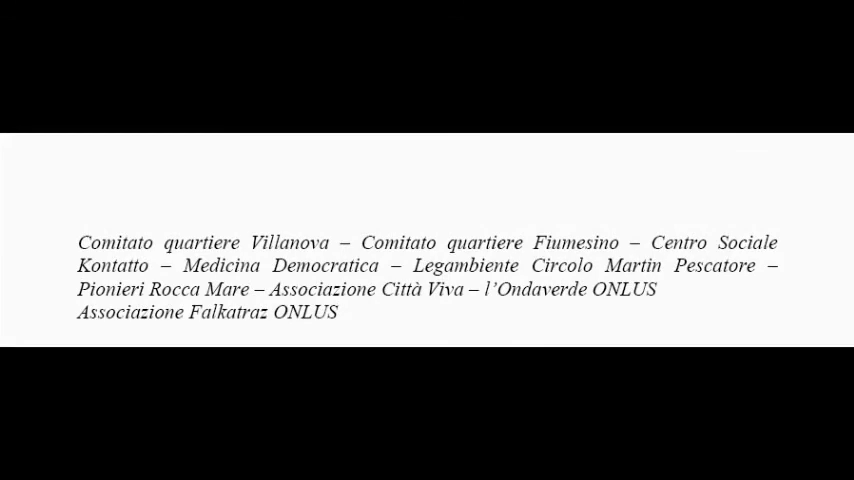 Comitato quartiere Villanova – Comitato quartiere Fiumesino – Centro Sociale
Kontatto – Medicina Democratica – Legambiente Circolo Martin Pescatore –
Pionieri Rocca Mare – Associazione Città Viva – l’Ondaverde ONLUS
Associazione Falkatraz ONLUS